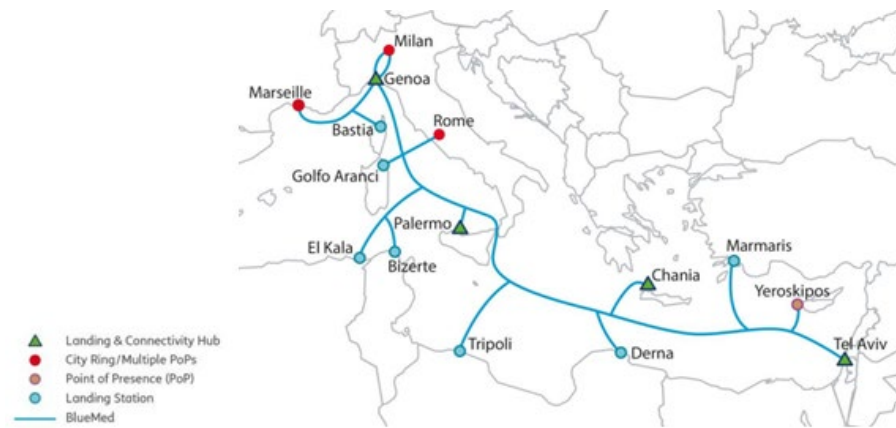 Milan
Genoa
Marseille
Bastia
Rome
Golfo Aranci
Palermo
El Kala
Bizerte
Marmaris
Chania
Yeroskipos
Tripoli
Derna
Tel Aviv
Landing & Connectivity Hub
City Ring/Multiple PoPs
Point of Presence (PoP)
Landing Station
BlueMed